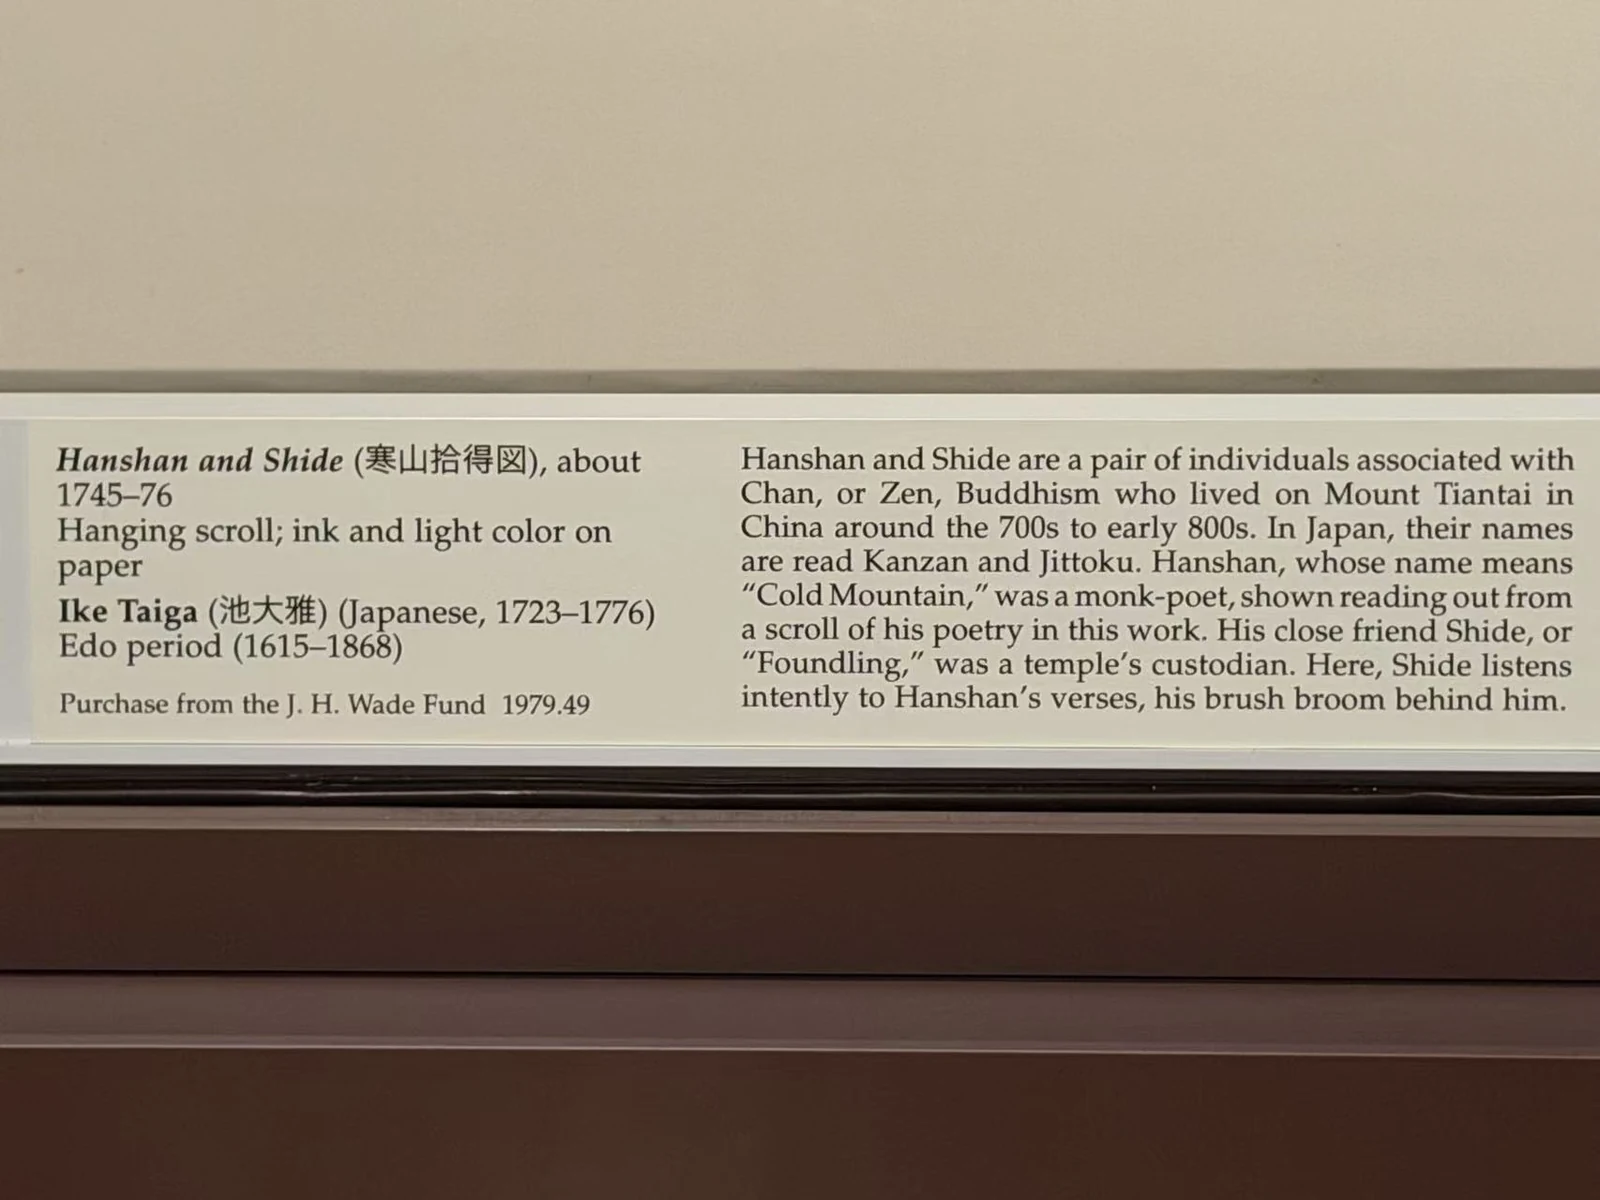 Hanshan and Shide (寒山拾得図), about
1745–76
Hanging scroll; ink and light color on
paper
Ike Taiga (池大雅) (Japanese, 1723–1776)
Edo period (1615–1868)
Purchase from the J. H. Wade Fund 1979.49
Hanshan and Shide are a pair of individuals associated with
Chan, or Zen, Buddhism who lived on Mount Tiantai in
China around the 700s to early 800s. In Japan, their names
are read Kanzan and Jittoku. Hanshan, whose name means
“Cold Mountain,” was a monk-poet, shown reading out from
a scroll of his poetry in this work. His close friend Shide, or
“Foundling,” was a temple’s custodian. Here, Shide listens
intently to Hanshan’s verses, his brush broom behind him.